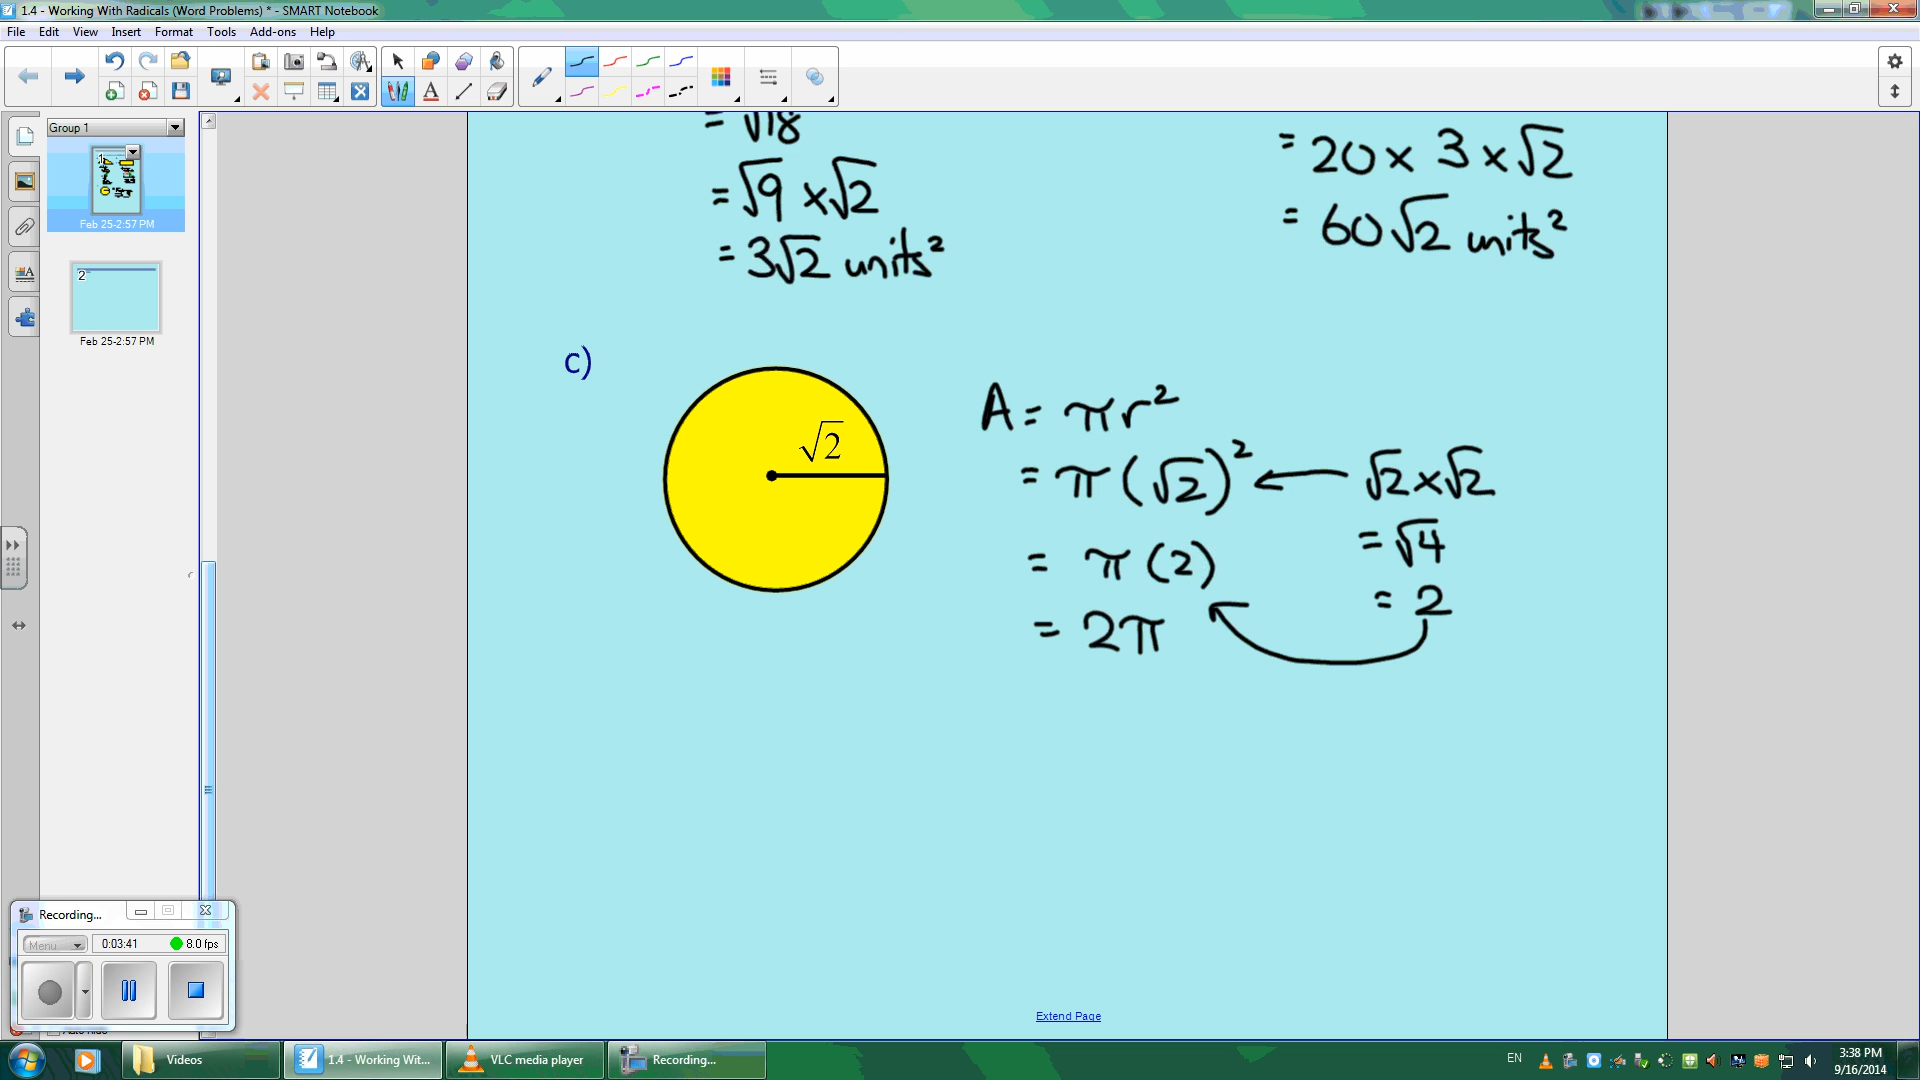 1.4 - Working With Radicals (Word Problems) * - SMART Notebook
File Edit View Insert Format Tools Add-ons Help
Group 1
1
Feb 25-2:57 PM
2
Feb 25-2:57 PM
= √18
= √9 × √2
= 3√2 units²
= 20 × 3 × √2
= 60√2 units²
c)
√2
A = πr²
= π(√2)² ← √2×√2
= √4
= π(2)
= 2
= 2π
Extend Page
Recording...
Menu 0:03:41 8.0 fps
Videos 1.4 - Working Wit... VLC media player Recording... EN 3:38 PM
9/16/2014